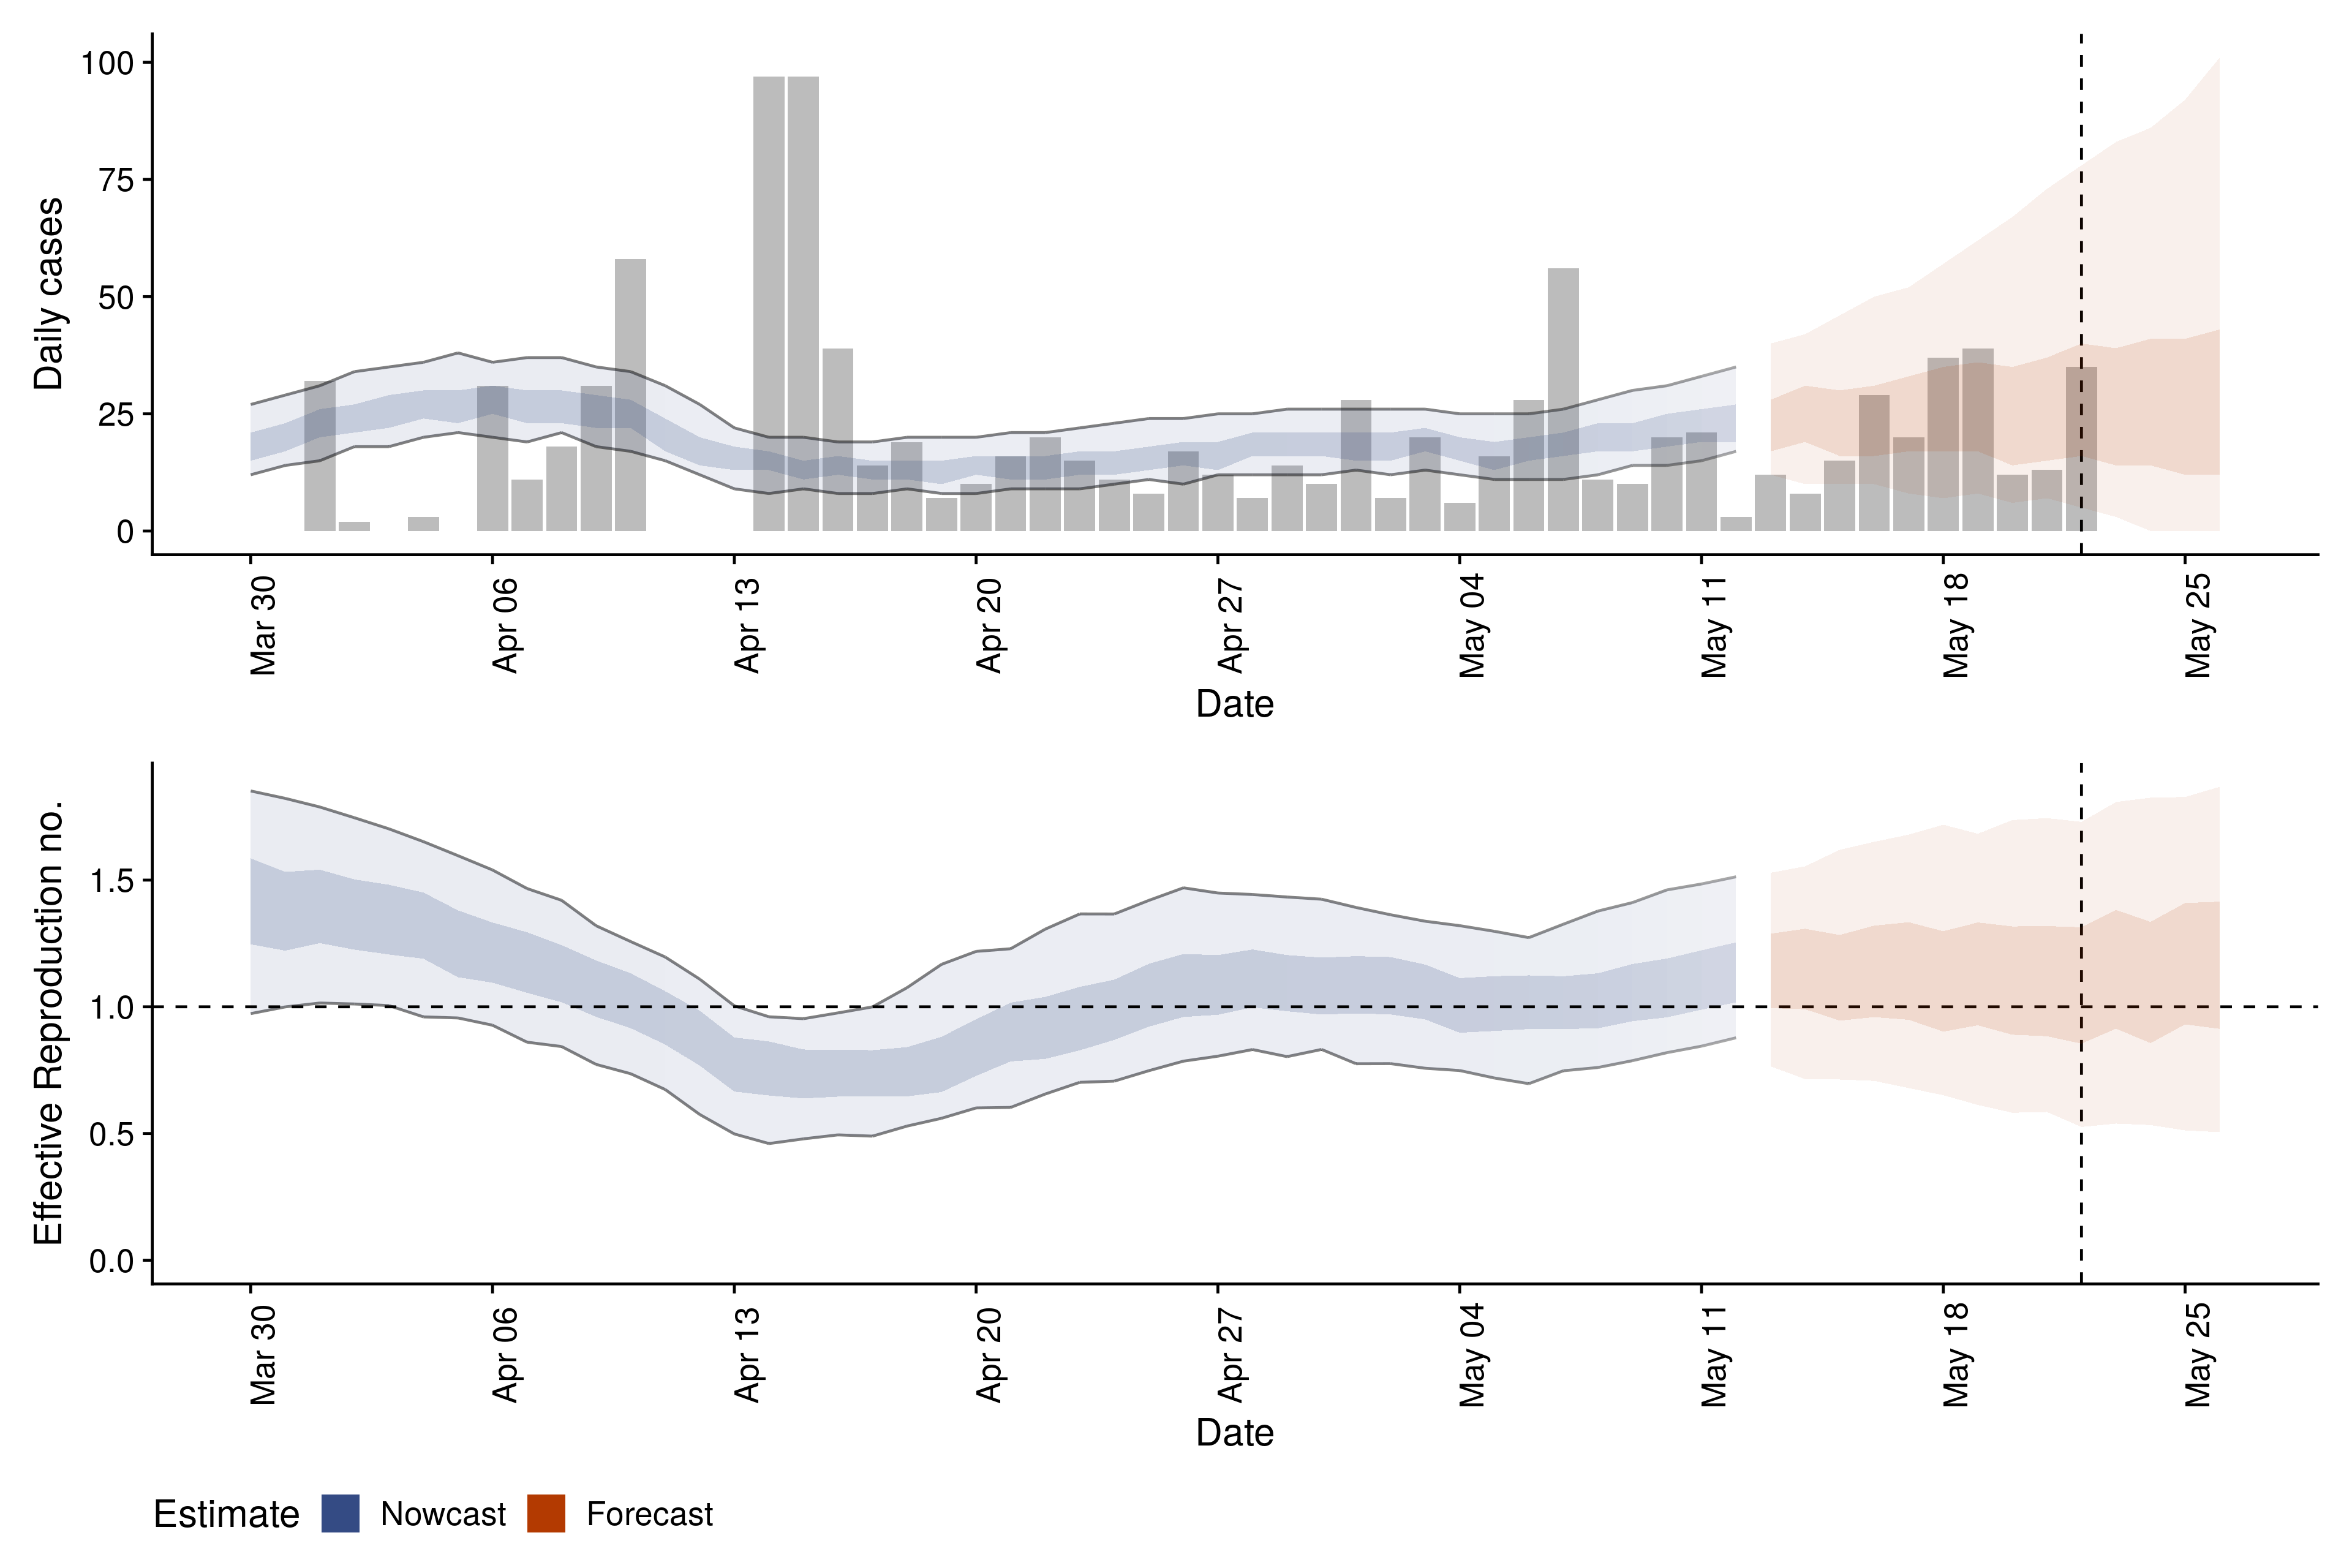 100
75
50
25
0
Daily cases
Mar 30
Apr 06
Apr 13
Apr 20
Apr 27
May 04
May 11
May 18
May 25
Date
1.5
1.0
0.5
0.0
Effective Reproduction no.
Mar 30
Apr 06
Apr 13
Apr 20
Apr 27
May 04
May 11
May 18
May 25
Date
Estimate Nowcast Forecast